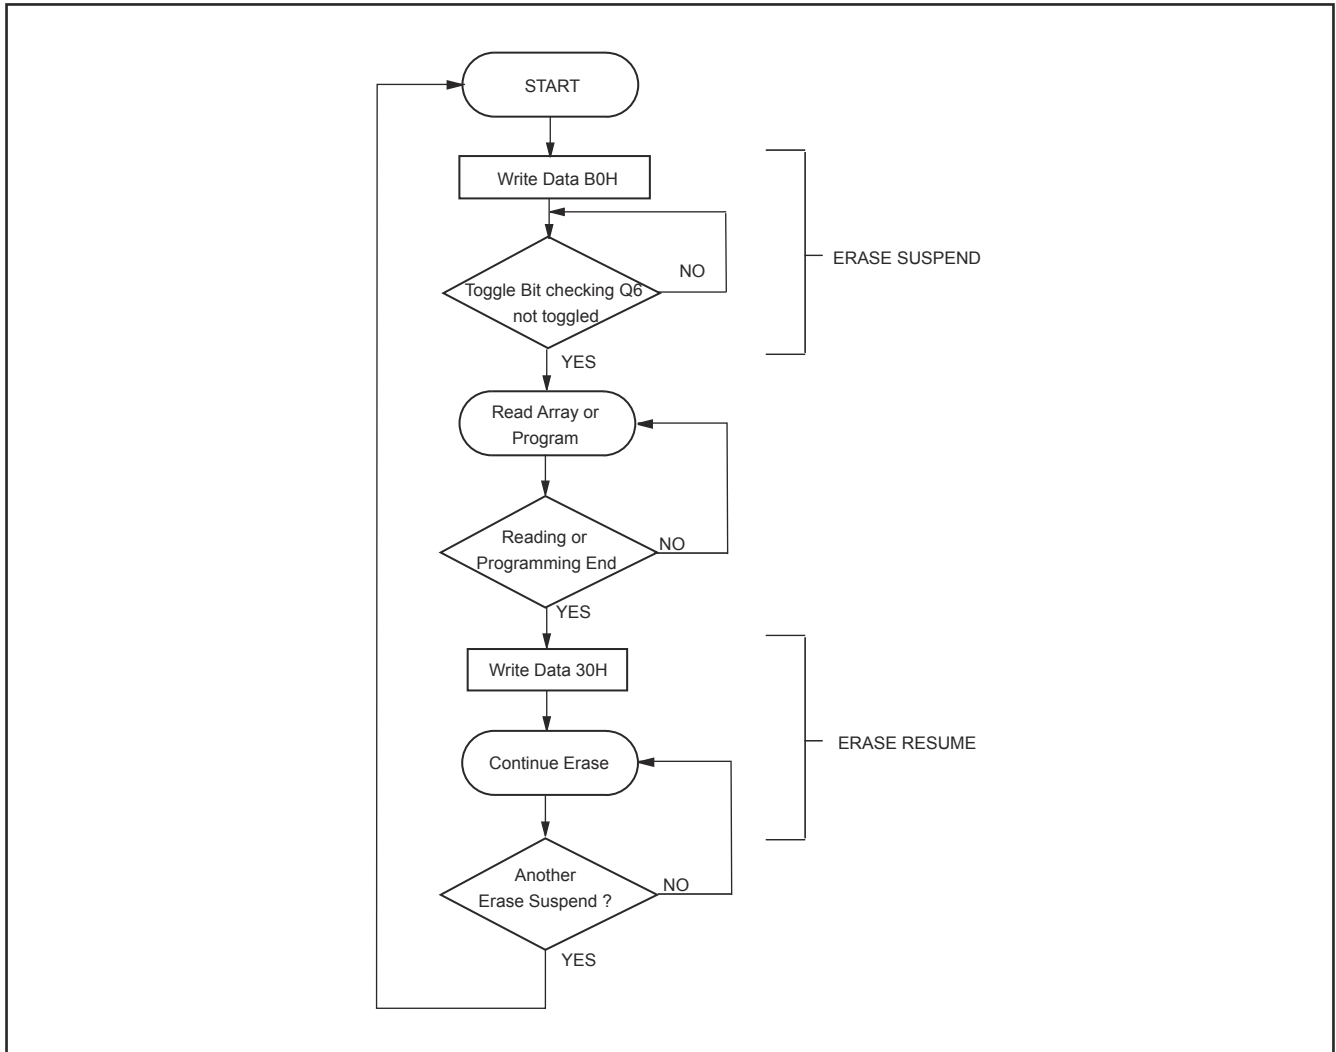 START
Write Data B0H
ERASE SUSPEND
NO
Toggle Bit checking Q6
not toggled
YES
Read Array or
Program
Reading or
Programming End
NO
YES
Write Data 30H
ERASE RESUME
Continue Erase
Another
Erase Suspend ?
NO
YES